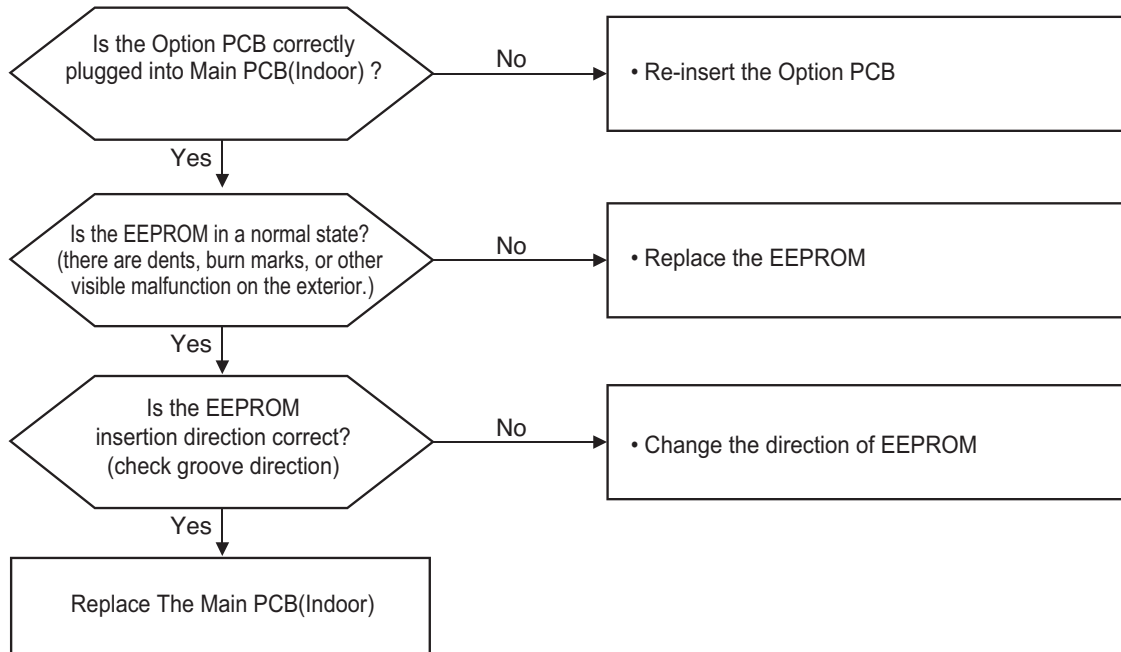 Is the Option PCB correctly
plugged into Main PCB(Indoor) ?
No
• Re-insert the Option PCB
Yes
Is the EEPROM in a normal state?
(there are dents, burn marks, or other
visible malfunction on the exterior.)
No
• Replace the EEPROM
Yes
Is the EEPROM
insertion direction correct?
(check groove direction)
No
• Change the direction of EEPROM
Yes
Replace The Main PCB(Indoor)